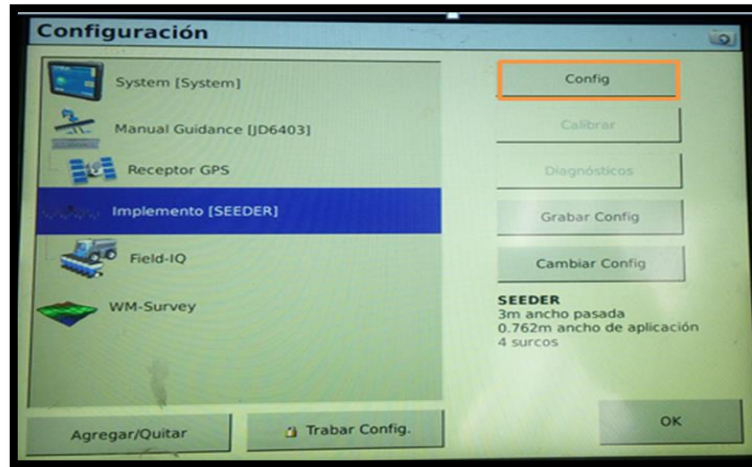 Configuración
System [System]
Manual Guidance [JD6403]
Receptor GPS
Implemento [SEEDER]
Field-IQ
WM-Survey
Agregar/Quitar
Trabar Config.
Config
Calibrar
Diagnósticos
Grabar Config
Cambiar Config
SEEDER
3m ancho pasada
0.762m ancho de aplicación
4 surcos
OK